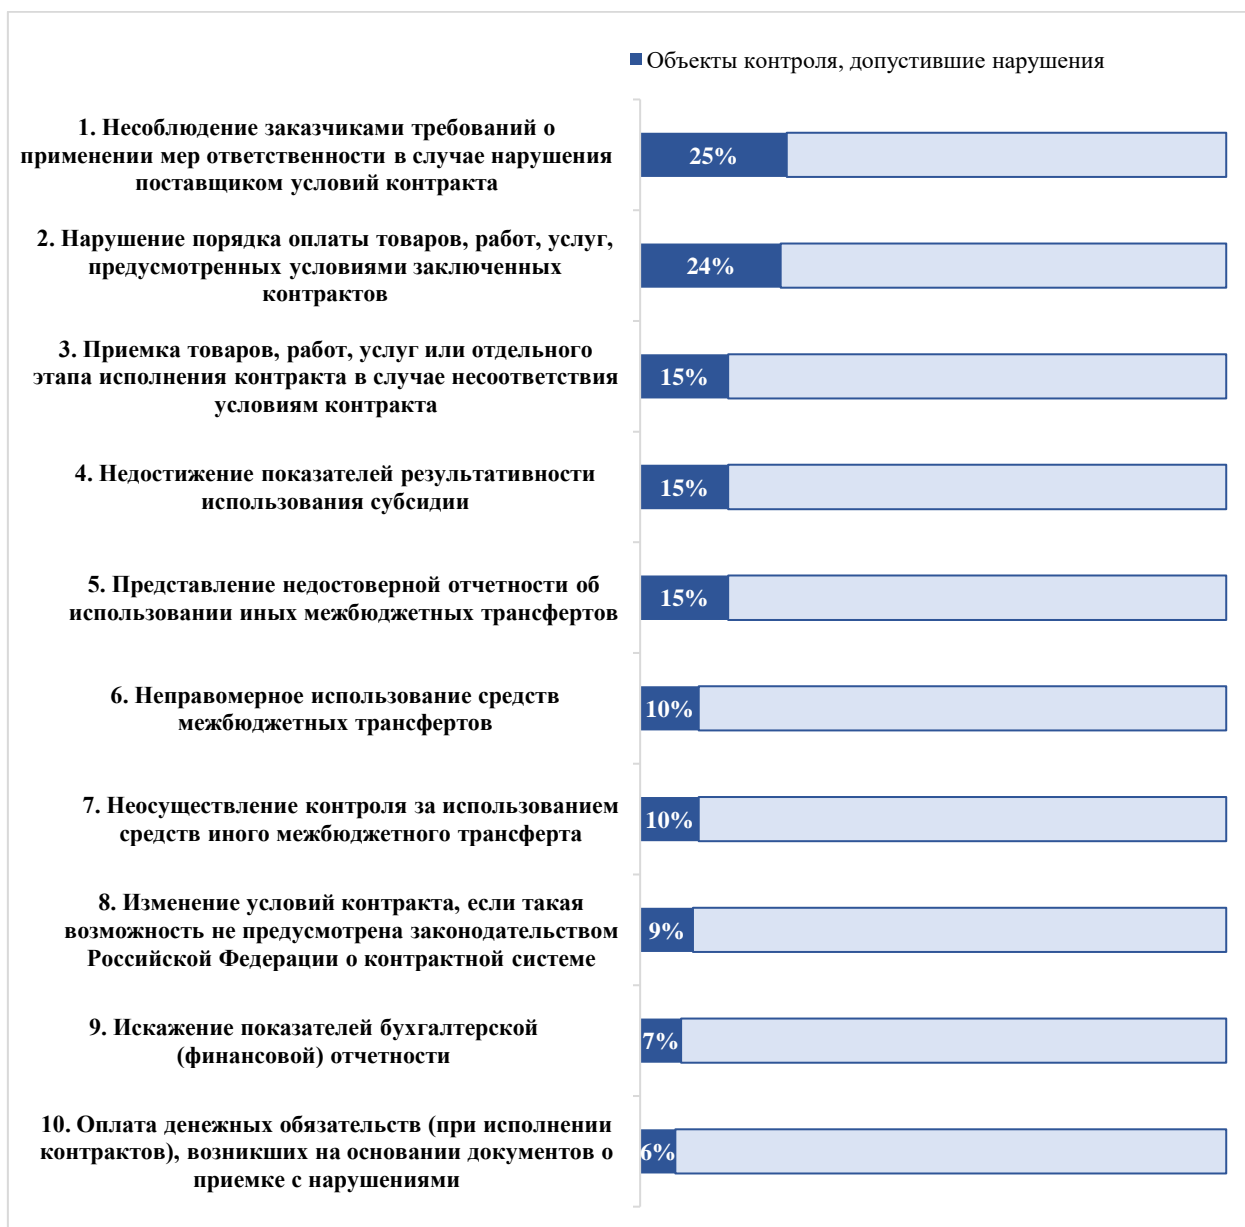 Объекты контроля, допустившие нарушения
1. Несоблюдение заказчиками требований о
применении мер ответственности в случае нарушения
поставщиком условий контракта
25%
2. Нарушение порядка оплаты товаров, работ, услуг,
предусмотренных условиями заключенных
контрактов
24%
3. Приемка товаров, работ, услуг или отдельного
этапа исполнения контракта в случае несоответствия
условиям контракта
15%
4. Недостижение показателей результативности
использования субсидии
15%
5. Представление недостоверной отчетности об
использовании иных межбюджетных трансфертов
15%
6. Неправомерное использование средств
межбюджетных трансфертов
10%
7. Неосуществление контроля за использованием
средств иного межбюджетного трансферта
10%
8. Изменение условий контракта, если такая
возможность не предусмотрена законодательством
Российской Федерации о контрактной системе
9%
9. Искажение показателей бухгалтерской
(финансовой) отчетности
7%
10. Оплата денежных обязательств (при исполнении
контрактов), возникших на основании документов о
приемке с нарушениями
6%